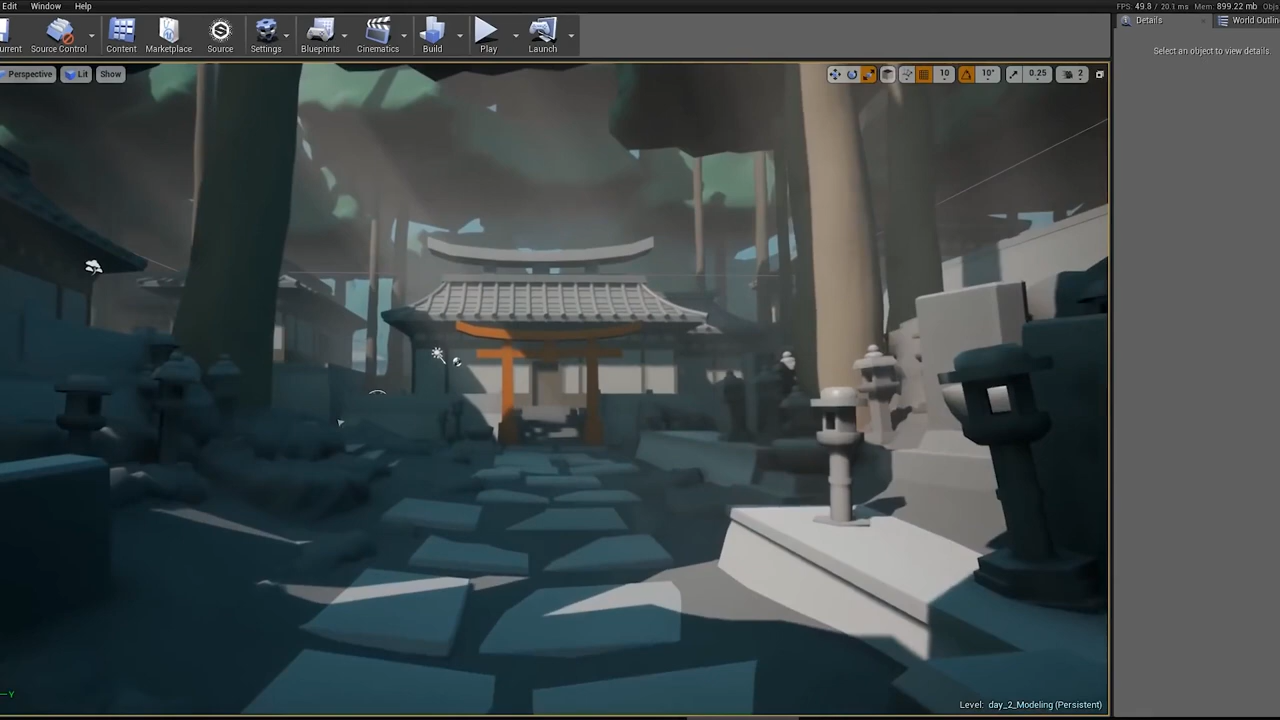 Edit Window Help
FPS: 49.8 / 20.1 ms Mem: 899.22 mb Obj
Details World Outlin
urrent Source Control Content Marketplace Source Settings Blueprints Cinematics Build Play Launch
Select an object to view details.
Perspective Lit Show 10 10° 0.25 2
Y
Level: day_2_Modeling (Persistent)